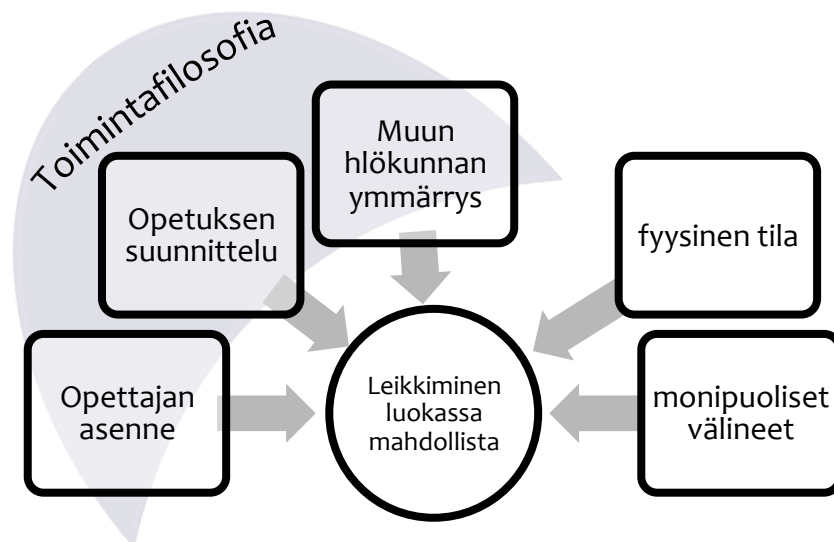 Toimintafilosofia
Muun
hlökunnan
ymmärrys
Opetuksen
suunnittelu
fyysinen tila
Opettajan
asenne
Leikkiminen
luokassa
mahdollista
monipuoliset
välineet